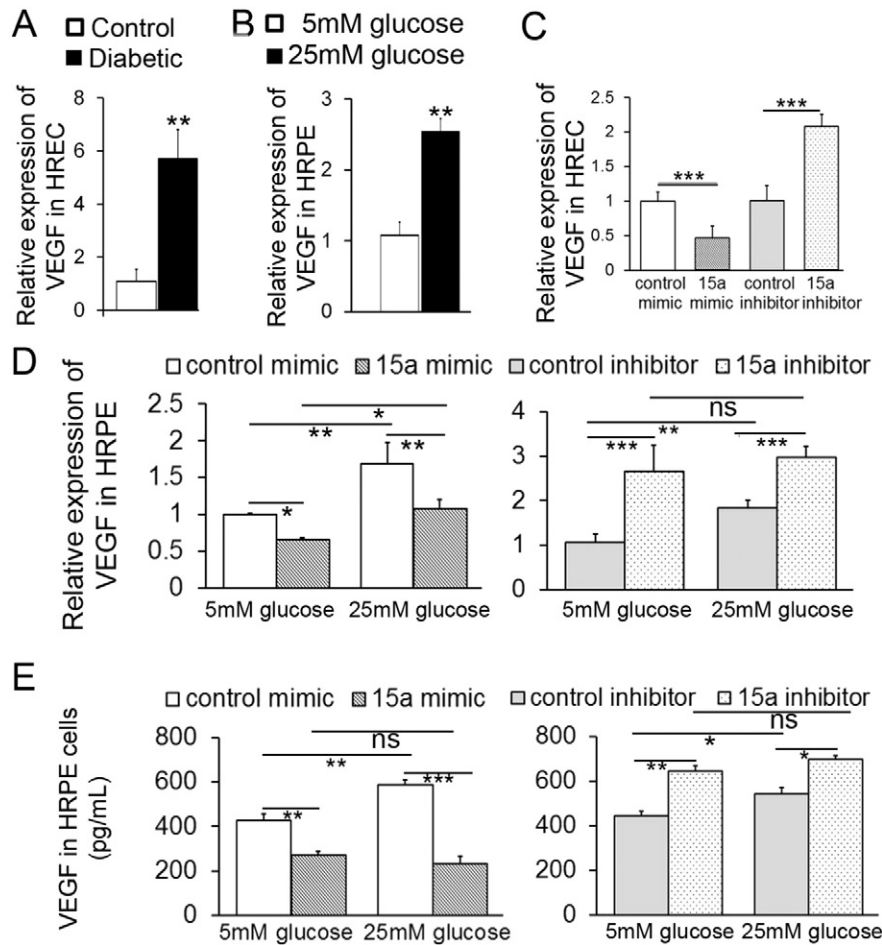 A
Control
Diabetic
Relative expression of
VEGF in HREC
8
6
4
2
0
**
B
5mM glucose
25mM glucose
Relative expression of
VEGF in HRPE
3
2
1
0
**
C
Relative expression of
VEGF in HREC
2.5
2
1.5
1
0.5
0
***
***
control mimic
15a mimic
control inhibitor
15a inhibitor
D
control mimic 15a mimic control inhibitor 15a inhibitor
Relative expression of
VEGF in HRPE
2.5
2
1.5
1
0.5
0
*
**
**
*
5mM glucose 25mM glucose
4
3
2
1
0
ns
**
***
***
5mM glucose 25mM glucose
E
control mimic 15a mimic control inhibitor 15a inhibitor
VEGF in HRPE cells
(pg/mL)
800
600
400
200
0
ns
**
***
**
5mM glucose 25mM glucose
800
600
400
200
0
ns
*
**
*
5mM glucose 25mM glucose